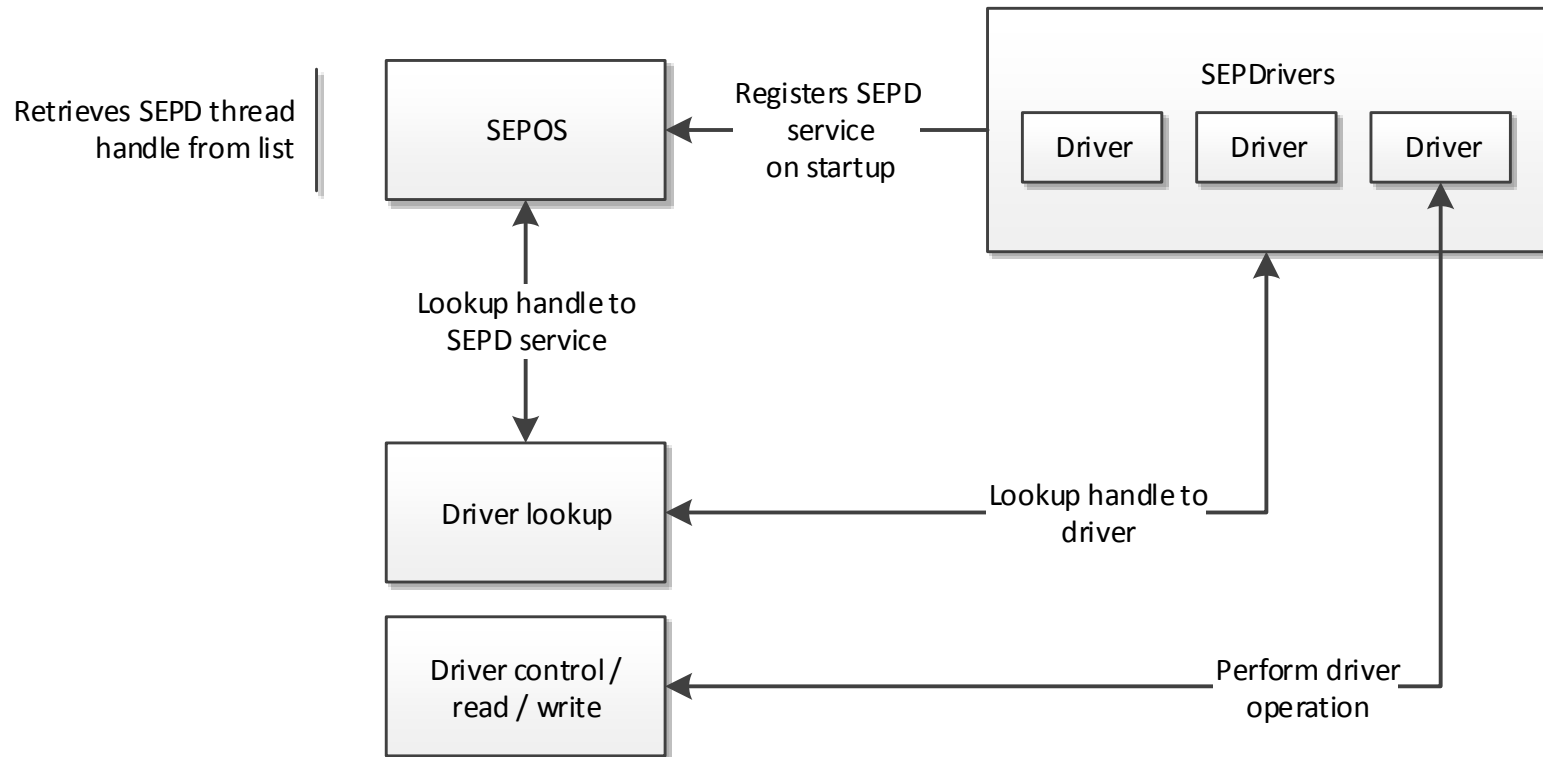 Retrieves SEPD thread
handle from list
SEPOS
Registers SEPD
service
on startup
SEPDrivers
Driver
Driver
Driver
Lookup handle to
SEPD service
Driver lookup
Lookup handle to
driver
Driver control /
read / write
Perform driver
operation